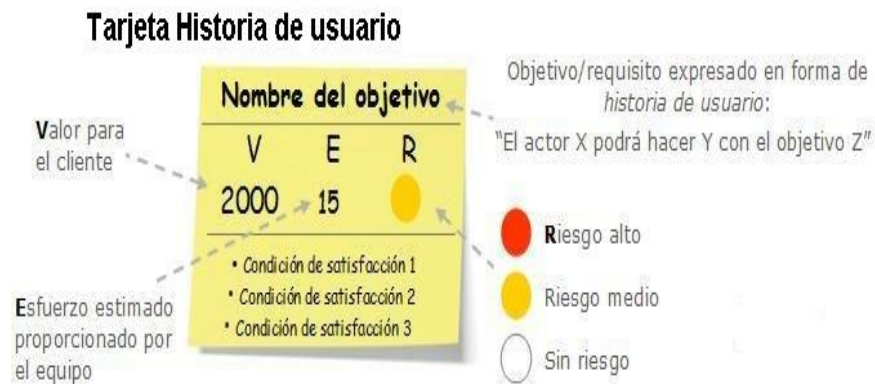 Tarjeta Historia de usuario
Nombre del objetivo
V E R
2000 15
• Condición de satisfacción 1
• Condición de satisfacción 2
• Condición de satisfacción 3
Valor para
el cliente
Esfuerzo estimado
proporcionado por
el equipo
Objetivo/requisito expresado en forma de
historia de usuario:
“El actor X podrá hacer Y con el objetivo Z”
Riesgo alto
Riesgo medio
Sin riesgo